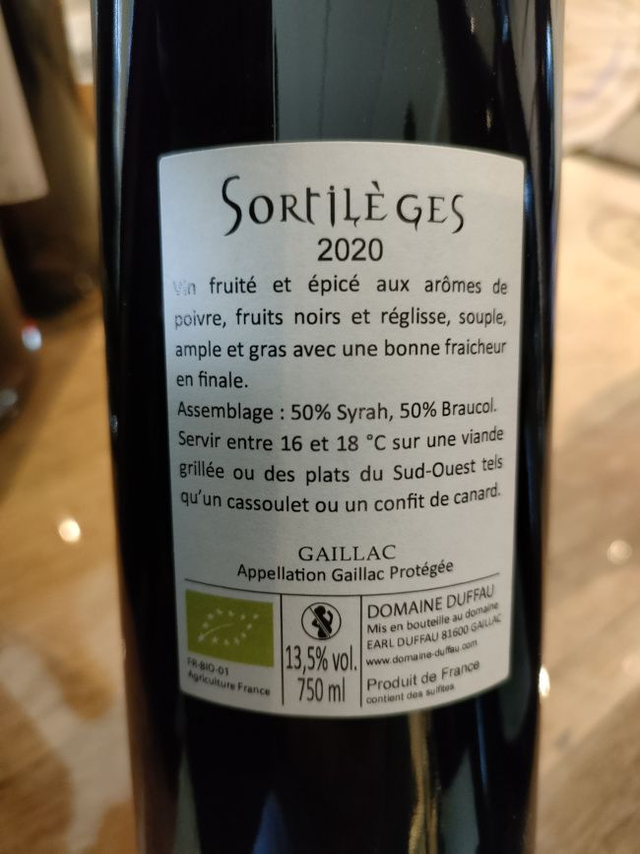 Sortilèges
2020
Vin fruité et épicé aux arômes de
poivre, fruits noirs et réglisse, souple,
ample et gras avec une bonne fraicheur
en finale.
Assemblage : 50% Syrah, 50% Braucol.
Servir entre 16 et 18 °C sur une viande
grillée ou des plats du Sud-Ouest tels
qu'un cassoulet ou un confit de canard.
GAILLAC
Appellation Gaillac Protégée
FR-BIO-01
Agriculture France
13,5% vol.
750 ml
DOMAINE DUFFAU
Mis en bouteille au domaine
EARL DUFFAU 81600 GAILLAC
www.domaine-duffau.com
Produit de France
contient des sulfites